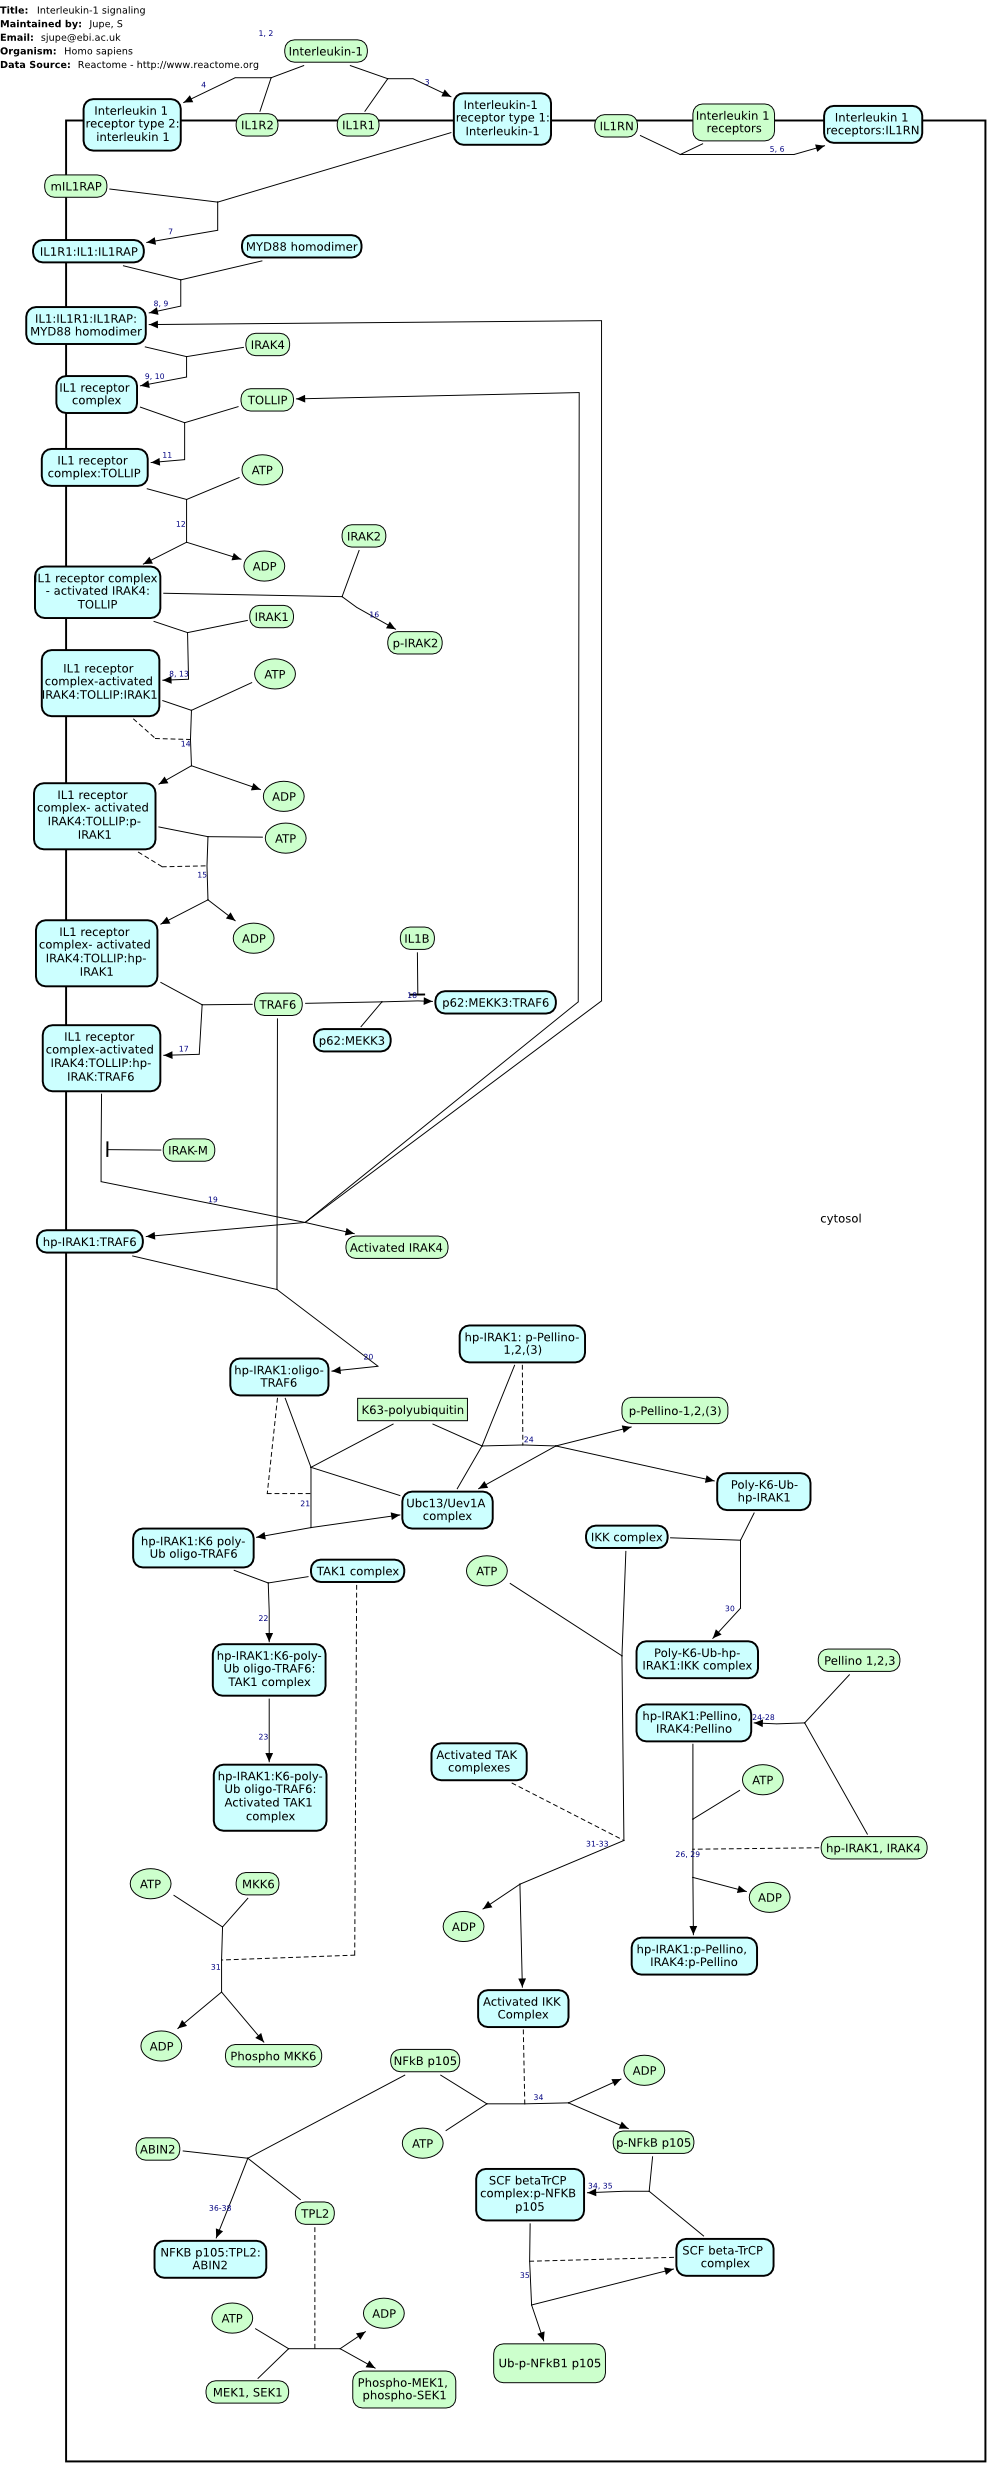 Title: Interleukin-1 signaling
Maintained by: Jupe, S
Email: sjupe@ebi.ac.uk
Organism: Homo sapiens
Data Source: Reactome - http://www.reactome.org
1, 2
Interleukin-1
4
3
Interleukin 1
receptor type 2:
interleukin 1
IL1R2
IL1R1
Interleukin-1
receptor type 1:
Interleukin-1
IL1RN
Interleukin 1
receptors
Interleukin 1
receptors:IL1RN
5, 6
mIL1RAP
7
IL1R1:IL1:IL1RAP
MYD88 homodimer
8, 9
IL1:IL1R1:IL1RAP:
MYD88 homodimer
IRAK4
9, 10
IL1 receptor
complex
TOLLIP
11
IL1 receptor
complex:TOLLIP
ATP
12
ADP
IRAK2
IL1 receptor complex
- activated IRAK4:
TOLLIP
IRAK1
16
p-IRAK2
8, 13
IL1 receptor
complex-activated
IRAK4:TOLLIP:IRAK1
ATP
14
IL1 receptor
complex- activated
IRAK4:TOLLIP:p-
IRAK1
ADP
ATP
15
IL1 receptor
complex- activated
IRAK4:TOLLIP:hp-
IRAK1
ADP
IL1B
18
TRAF6
p62:MEKK3:TRAF6
p62:MEKK3
17
IL1 receptor
complex-activated
IRAK4:TOLLIP:hp-
IRAK:TRAF6
IRAK-M
19
cytosol
hp-IRAK1:TRAF6
Activated IRAK4
20
hp-IRAK1:oligo-
TRAF6
hp-IRAK1: p-Pellino-
1,2,(3)
K63-polyubiquitin
p-Pellino-1,2,(3)
24
21
Ubc13/Uev1A
complex
Poly-K6-Ub-
hp-IRAK1
hp-IRAK1:K6 poly-
Ub oligo-TRAF6
IKK complex
TAK1 complex
ATP
22
30
hp-IRAK1:K6-poly-
Ub oligo-TRAF6:
TAK1 complex
Poly-K6-Ub-hp-
IRAK1:IKK complex
Pellino 1,2,3
24-28
hp-IRAK1:Pellino,
IRAK4:Pellino
23
hp-IRAK1:K6-poly-
Ub oligo-TRAF6:
Activated TAK1
complex
Activated TAK
complexes
ATP
31-33
26, 29
hp-IRAK1, IRAK4
ATP
MKK6
ADP
ADP
hp-IRAK1:p-Pellino,
IRAK4:p-Pellino
31
Activated IKK
Complex
ADP
Phospho MKK6
NFkB p105
ADP
34
ABIN2
ATP
p-NFkB p105
SCF betaTrCP
complex:p-NFKB
p105
34, 35
36-38
TPL2
NFKB p105:TPL2:
ABIN2
SCF beta-TrCP
complex
35
ATP
ADP
Ub-p-NFkB1 p105
MEK1, SEK1
Phospho-MEK1,
phospho-SEK1